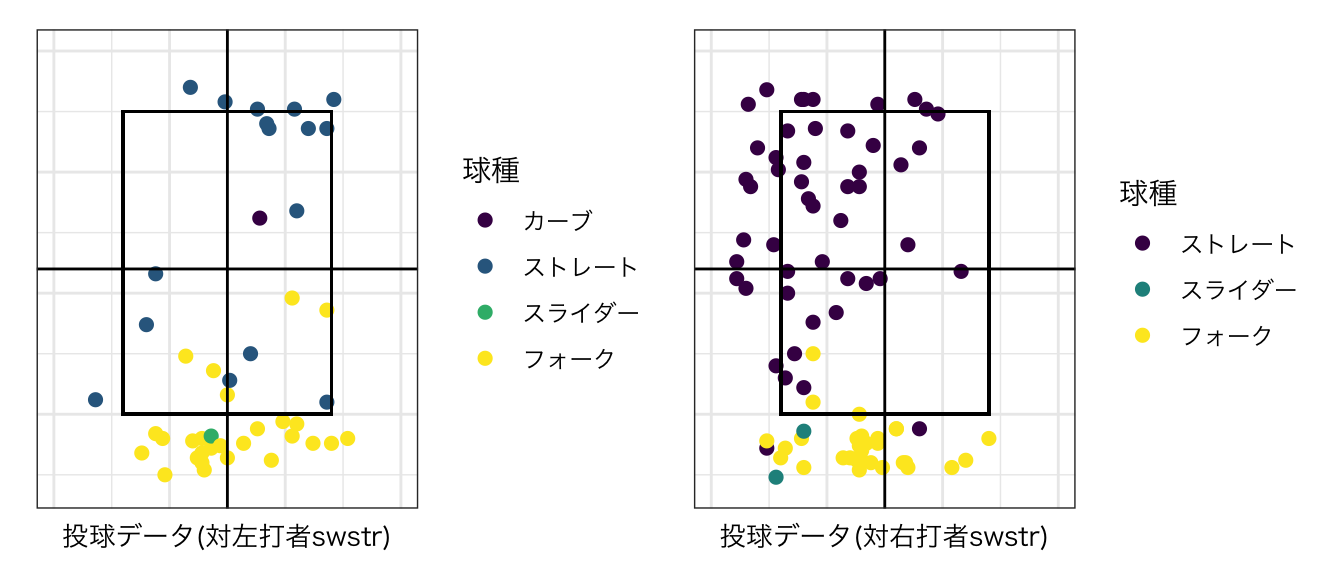 球種
カーブ
ストレート
スライダー
フォーク
投球データ(対左打者swstr)
球種
ストレート
スライダー
フォーク
投球データ(対右打者swstr)